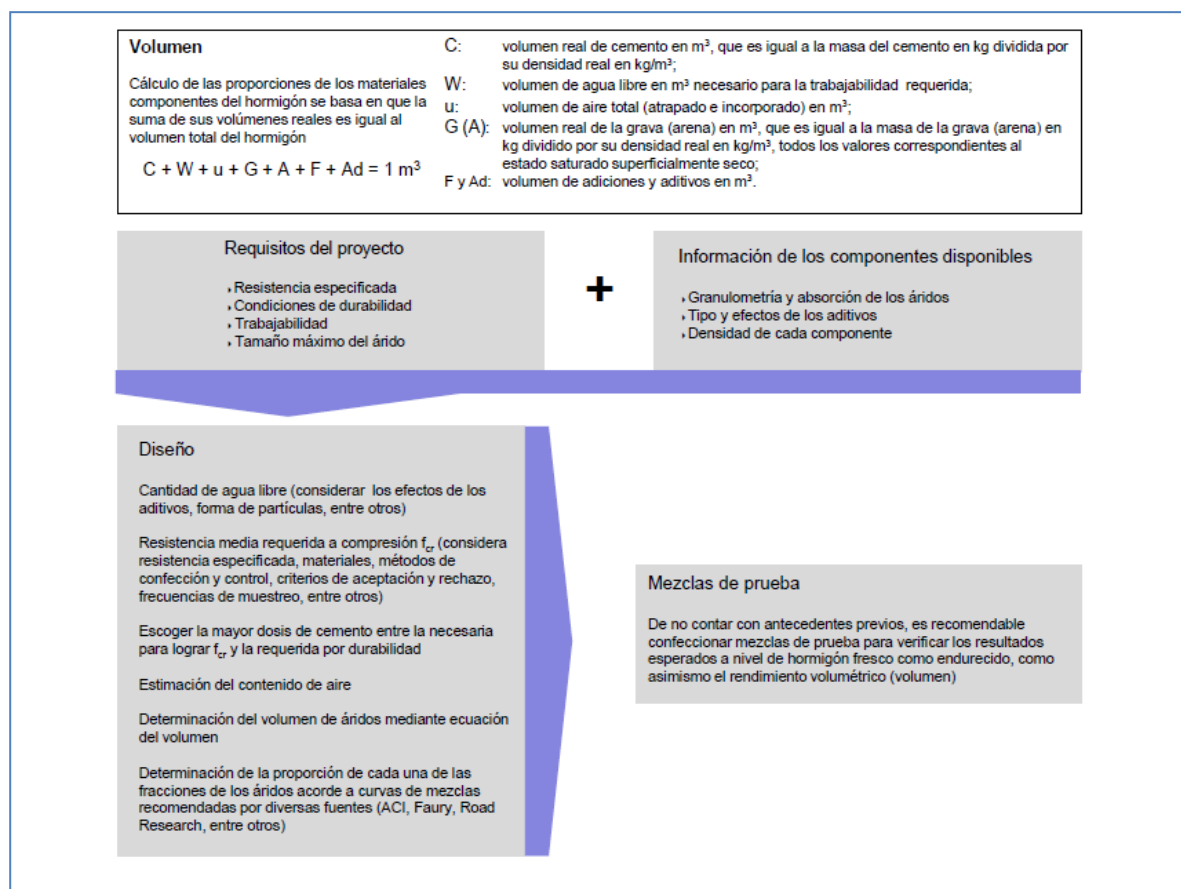 Volumen
Cálculo de las proporciones de los materiales
componentes del hormigón se basa en que la
suma de sus volúmenes reales es igual al
volumen total del hormigón
C + W + u + G + A + F + Ad = 1 m³
C: volumen real de cemento en m³, que es igual a la masa del cemento en kg dividida por
su densidad real en kg/m³;
W: volumen de agua libre en m³ necesario para la trabajabilidad requerida;
u: volumen de aire total (atrapado e incorporado) en m³;
G (A): volumen real de la grava (arena) en m³, que es igual a la masa de la grava (arena) en
kg dividido por su densidad real en kg/m³, todos los valores correspondientes al
estado saturado superficialmente seco;
F y Ad: volumen de adiciones y aditivos en m³.
Requisitos del proyecto
Resistencia especificada
Condiciones de durabilidad
Trabajabilidad
Tamaño máximo del árido
+
Información de los componentes disponibles
Granulometría y absorción de los áridos
Tipo y efectos de los aditivos
Densidad de cada componente
Diseño
Cantidad de agua libre (considerar los efectos de los
aditivos, forma de partículas, entre otros)
Resistencia media requerida a compresión fcr (considera
resistencia especificada, materiales, métodos de
confección y control, criterios de aceptación y rechazo,
frecuencias de muestreo, entre otros)
Escoger la mayor dosis de cemento entre la necesaria
para lograr fcr y la requerida por durabilidad
Estimación del contenido de aire
Determinación del volumen de áridos mediante ecuación
del volumen
Determinación de la proporción de cada una de las
fracciones de los áridos acorde a curvas de mezclas
recomendadas por diversas fuentes (ACI, Faury, Road
Research, entre otros)
Mezclas de prueba
De no contar con antecedentes previos, es recomendable
confeccionar mezclas de prueba para verificar los resultados
esperados a nivel de hormigón fresco como endurecido, como
asimismo el rendimiento volumétrico (volumen)